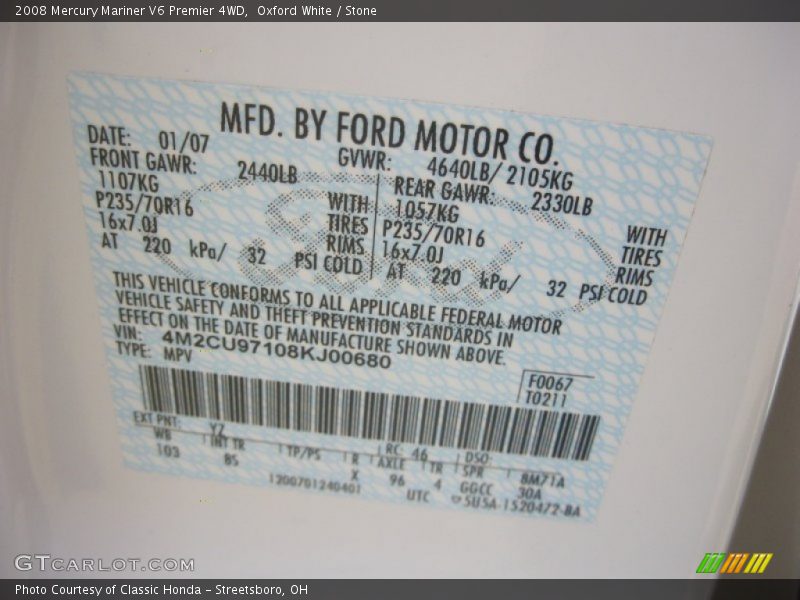 2008 Mercury Mariner V6 Premier 4WD, Oxford White / Stone
MFD. BY FORD MOTOR CO.
DATE: 01/07 GVWR: 4640LB/ 2105KG
FRONT GAWR: 2440LB REAR GAWR: 2330LB
1107KG WITH 1057KG WITH
P235/70R16 TIRES P235/70R16 TIRES
16x7.0J RIMS 16x7.0J RIMS
AT 220 kPa/ 32 PSI COLD AT 220 kPa/ 32 PSI COLD
THIS VEHICLE CONFORMS TO ALL APPLICABLE FEDERAL MOTOR
VEHICLE SAFETY AND THEFT PREVENTION STANDARDS IN
EFFECT ON THE DATE OF MANUFACTURE SHOWN ABOVE.
VIN: 4M2CU97108KJ00680
TYPE: MPV
F0067
T0211
EXT PNT: YZ RC: 46 DSO:
WB INT TR TP/PS R AXLE TR SPR 8M71A
103 85 X 96 4 GGCC 30A
1200701240401 UTC 5U5A-1520472-BA
GTCARLOT.COM
Photo Courtesy of Classic Honda - Streetsboro, OH